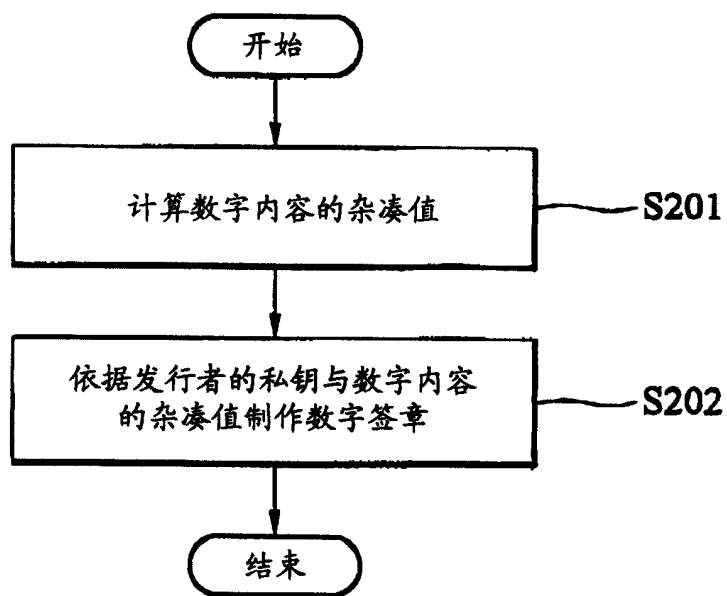 开始
计算数字内容的杂凑值
S201
依据发行者的私钥与数字内容
的杂凑值制作数字签章
S202
结束